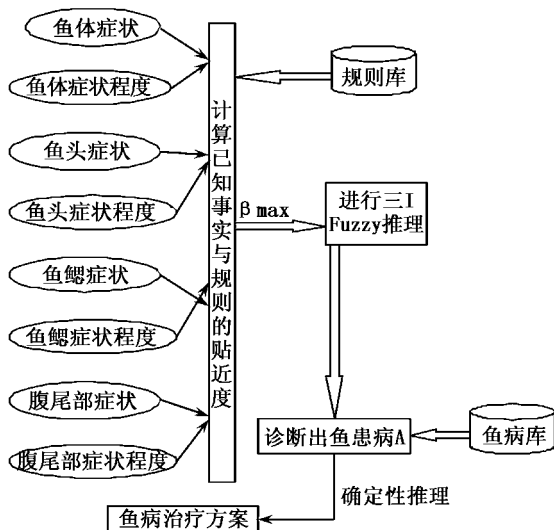 鱼体症状
鱼体症状程度
鱼头症状
鱼头症状程度
鱼鳃症状
鱼鳃症状程度
腹尾部症状
腹尾部症状程度
计算已知事实与规则的贴近度
规则库
βmax
进行三I
Fuzzy推理
诊断出鱼患病A
鱼病库
确定性推理
鱼病治疗方案